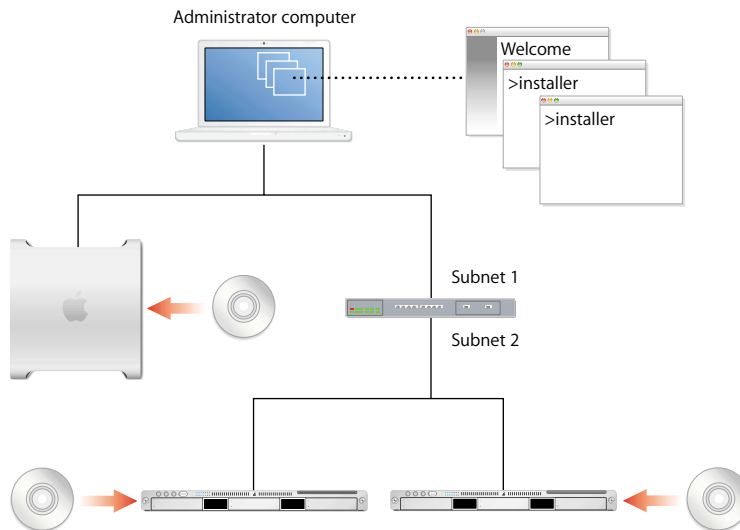 Administrator computer
Welcome
>installer
>installer
Subnet 1
Subnet 2